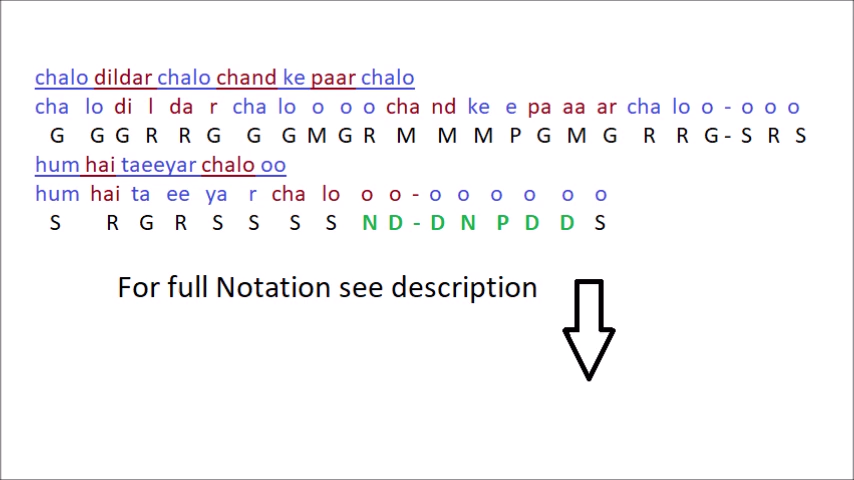 chalo dildar chalo chand ke paar chalo
cha lo di l da r cha lo o o o cha nd ke e pa aa ar cha lo o - o o o
G G G R R G G G M G R M M M P G M G R R G - S R S
hum hai taeeyar chalo oo
hum hai ta ee ya r cha lo o o - o o o o o o
S R G R S S S S N D - D N P D D S
For full Notation see description